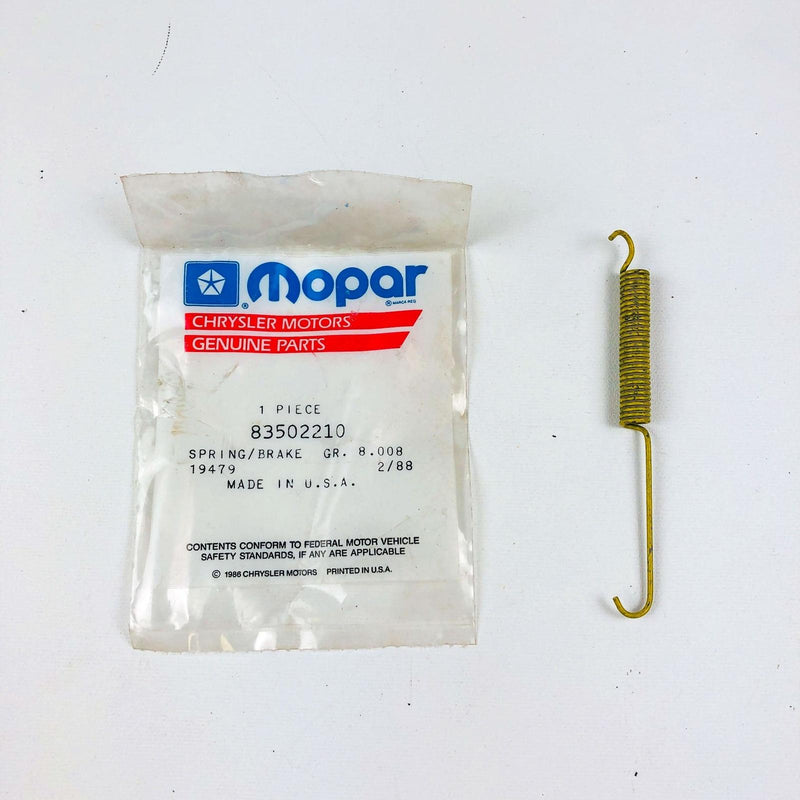 mopar
® MARCA REG.
CHRYSLER MOTORS
GENUINE PARTS
1 PIECE
83502210
SPRING/BRAKE GR. 8.008
19479 2/88
MADE IN U.S.A.
CONTENTS CONFORM TO FEDERAL MOTOR VEHICLE
SAFETY STANDARDS, IF ANY ARE APPLICABLE
© 1986 CHRYSLER MOTORS PRINTED IN U.S.A.